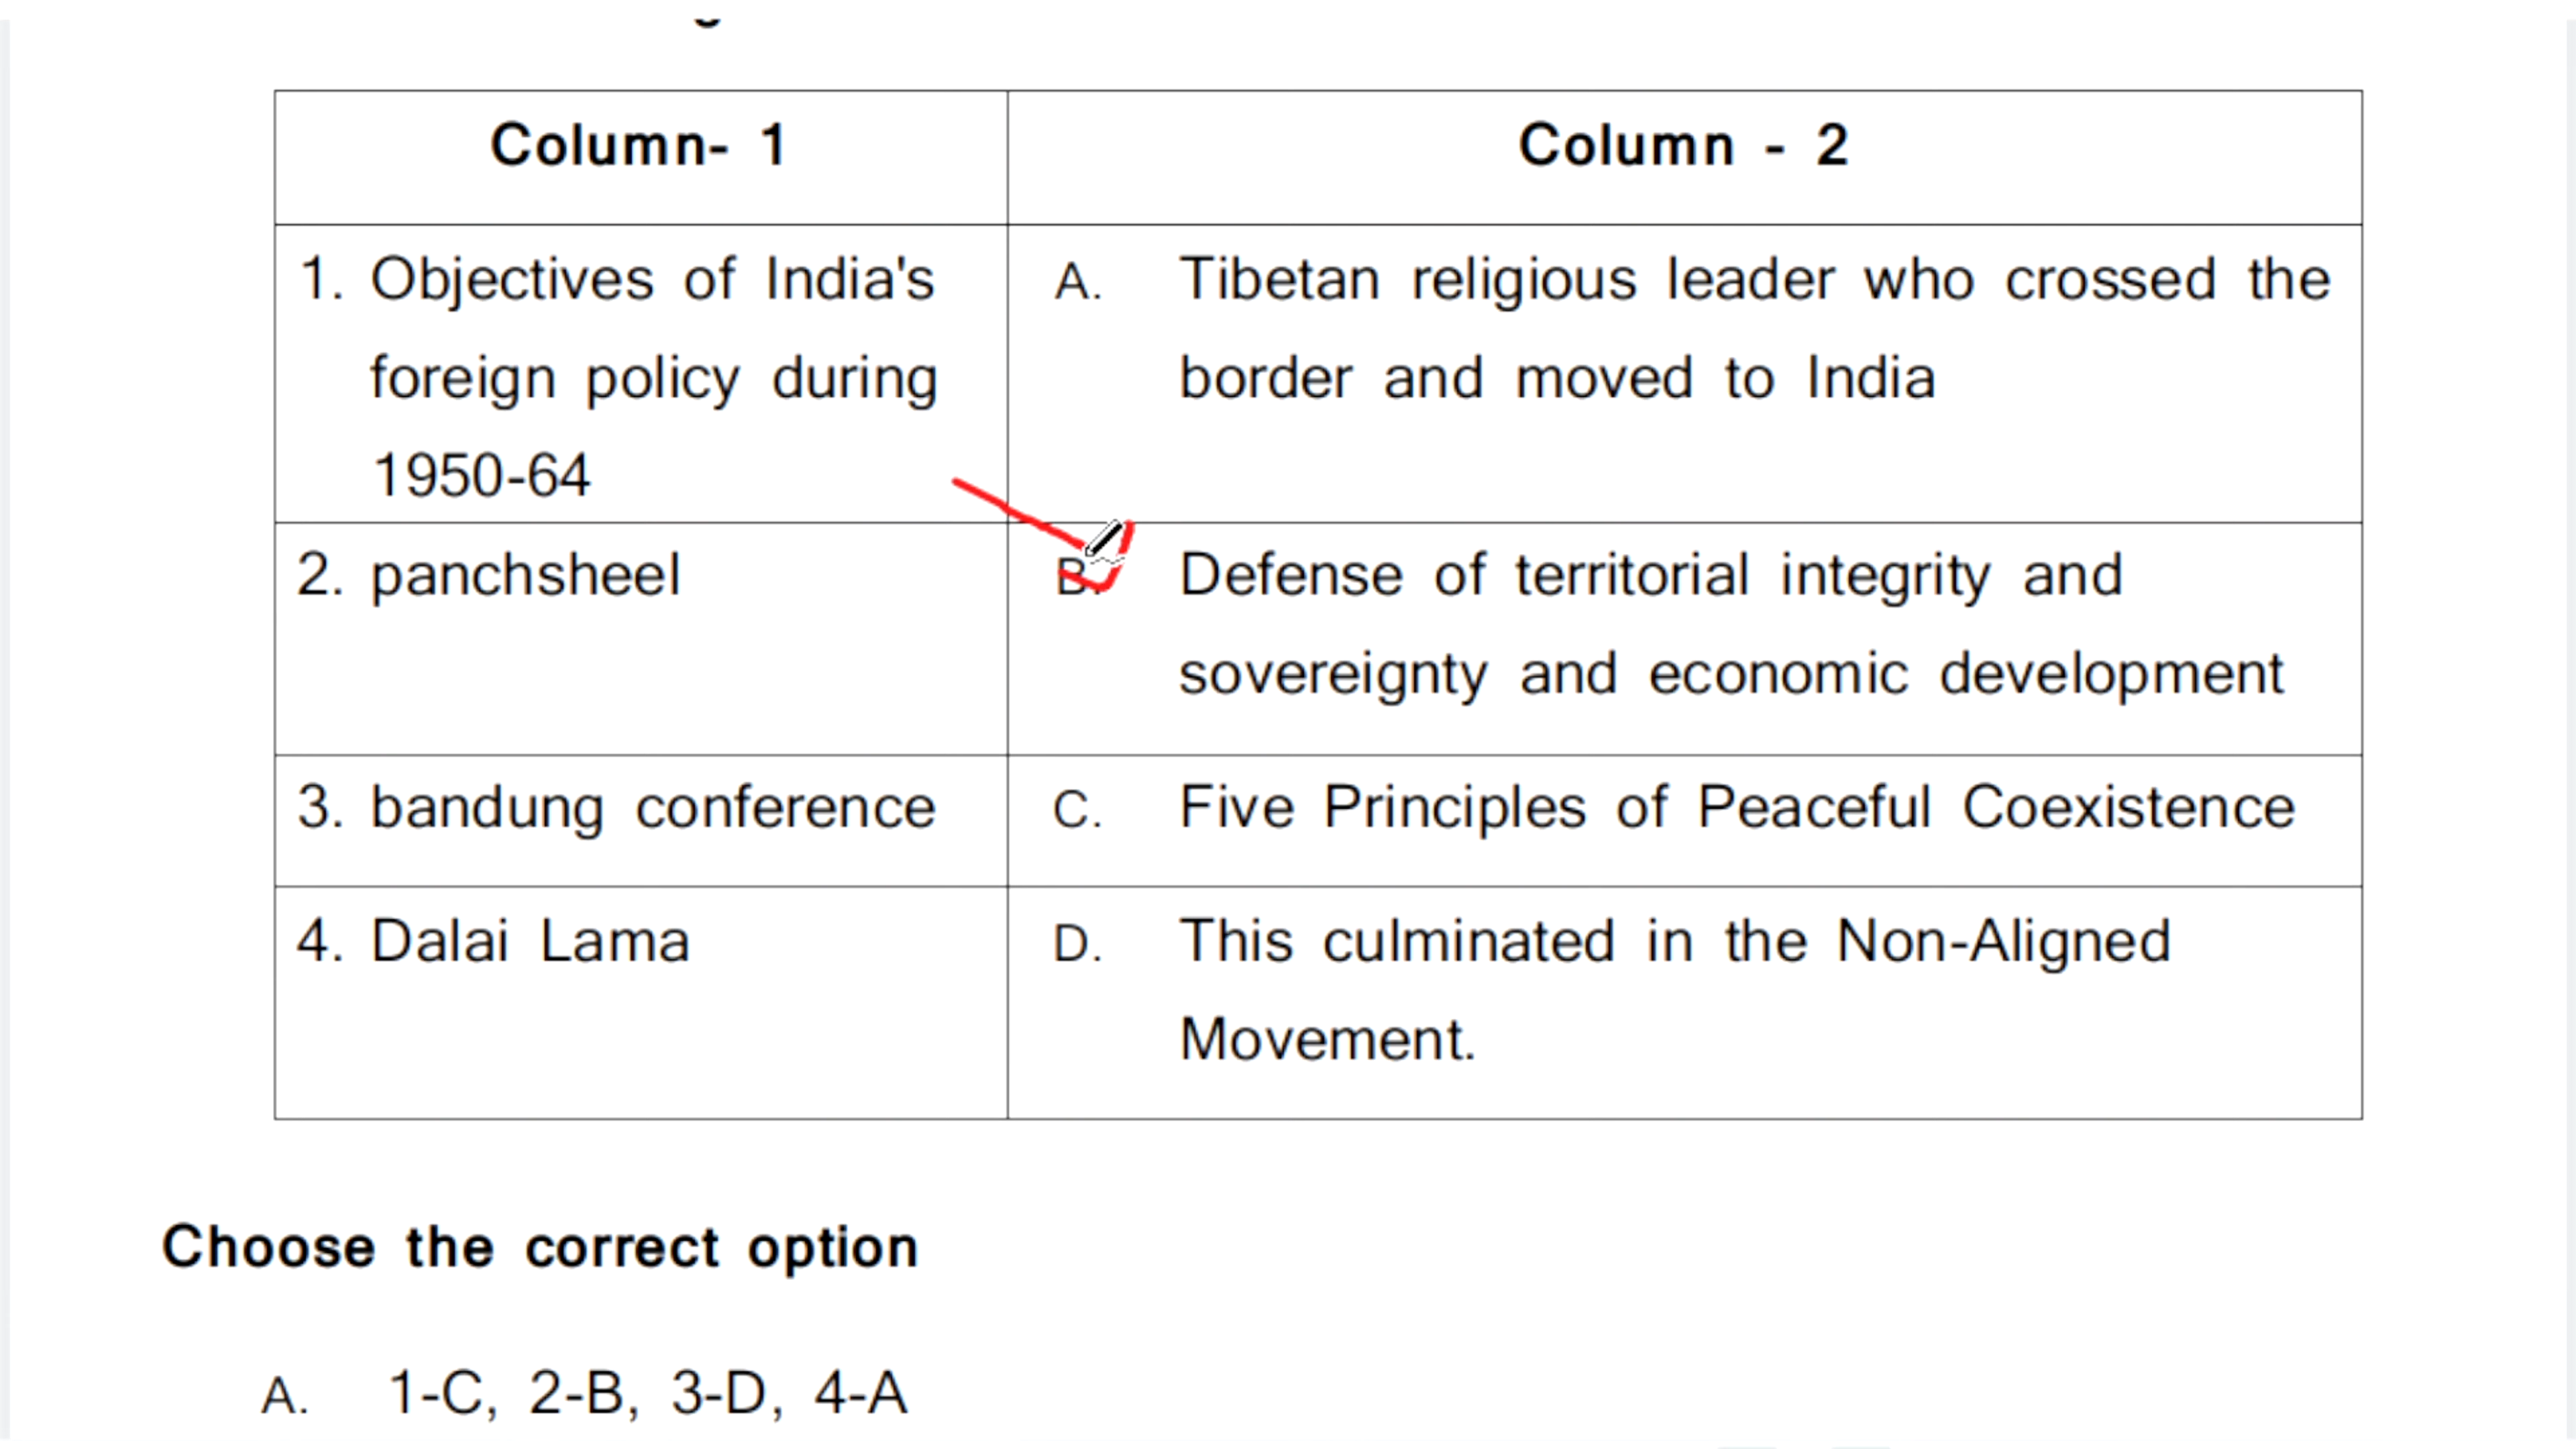 Column- 1
Column - 2
1. Objectives of India's
foreign policy during
1950-64
A. Tibetan religious leader who crossed the
border and moved to India
2. panchsheel
B. Defense of territorial integrity and
sovereignty and economic development
3. bandung conference
C. Five Principles of Peaceful Coexistence
4. Dalai Lama
D. This culminated in the Non-Aligned
Movement.
Choose the correct option
A. 1-C, 2-B, 3-D, 4-A